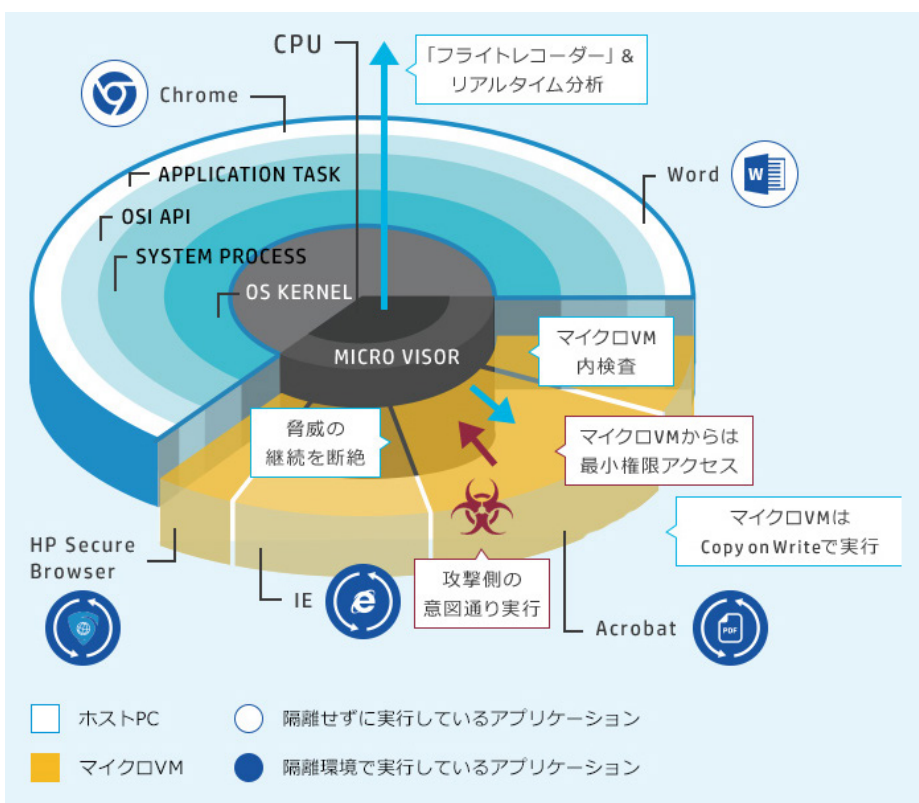 CPU
「フライトレコーダー」&
リアルタイム分析
Chrome
Word
W
APPLICATION TASK
OSI API
SYSTEM PROCESS
OS KERNEL
MICRO VISOR
マイクロVM
内検査
脅威の
継続を断絶
マイクロVMからは
最小権限アクセス
マイクロVMは
Copy on Writeで実行
HP Secure
Browser
IE
攻撃側の
意図通り実行
Acrobat
PDF
ホストPC
隔離せずに実行しているアプリケーション
マイクロVM
隔離環境で実行しているアプリケーション